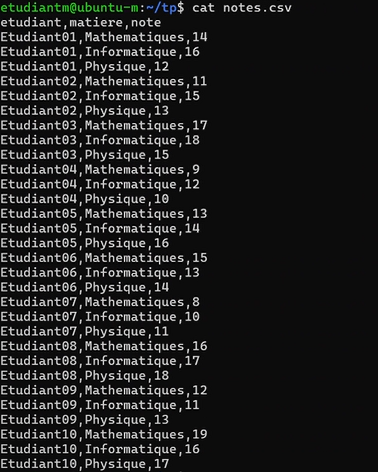 etudiantm@ubuntu-m:~/tp$ cat notes.csv
etudiant,matiere,note
Etudiant01,Mathematiques,14
Etudiant01,Informatique,16
Etudiant01,Physique,12
Etudiant02,Mathematiques,11
Etudiant02,Informatique,15
Etudiant02,Physique,13
Etudiant03,Mathematiques,17
Etudiant03,Informatique,18
Etudiant03,Physique,15
Etudiant04,Mathematiques,9
Etudiant04,Informatique,12
Etudiant04,Physique,10
Etudiant05,Mathematiques,13
Etudiant05,Informatique,14
Etudiant05,Physique,16
Etudiant06,Mathematiques,15
Etudiant06,Informatique,13
Etudiant06,Physique,14
Etudiant07,Mathematiques,8
Etudiant07,Informatique,10
Etudiant07,Physique,11
Etudiant08,Mathematiques,16
Etudiant08,Informatique,17
Etudiant08,Physique,18
Etudiant09,Mathematiques,12
Etudiant09,Informatique,11
Etudiant09,Physique,13
Etudiant10,Mathematiques,19
Etudiant10,Informatique,16
Etudiant10,Physique,17